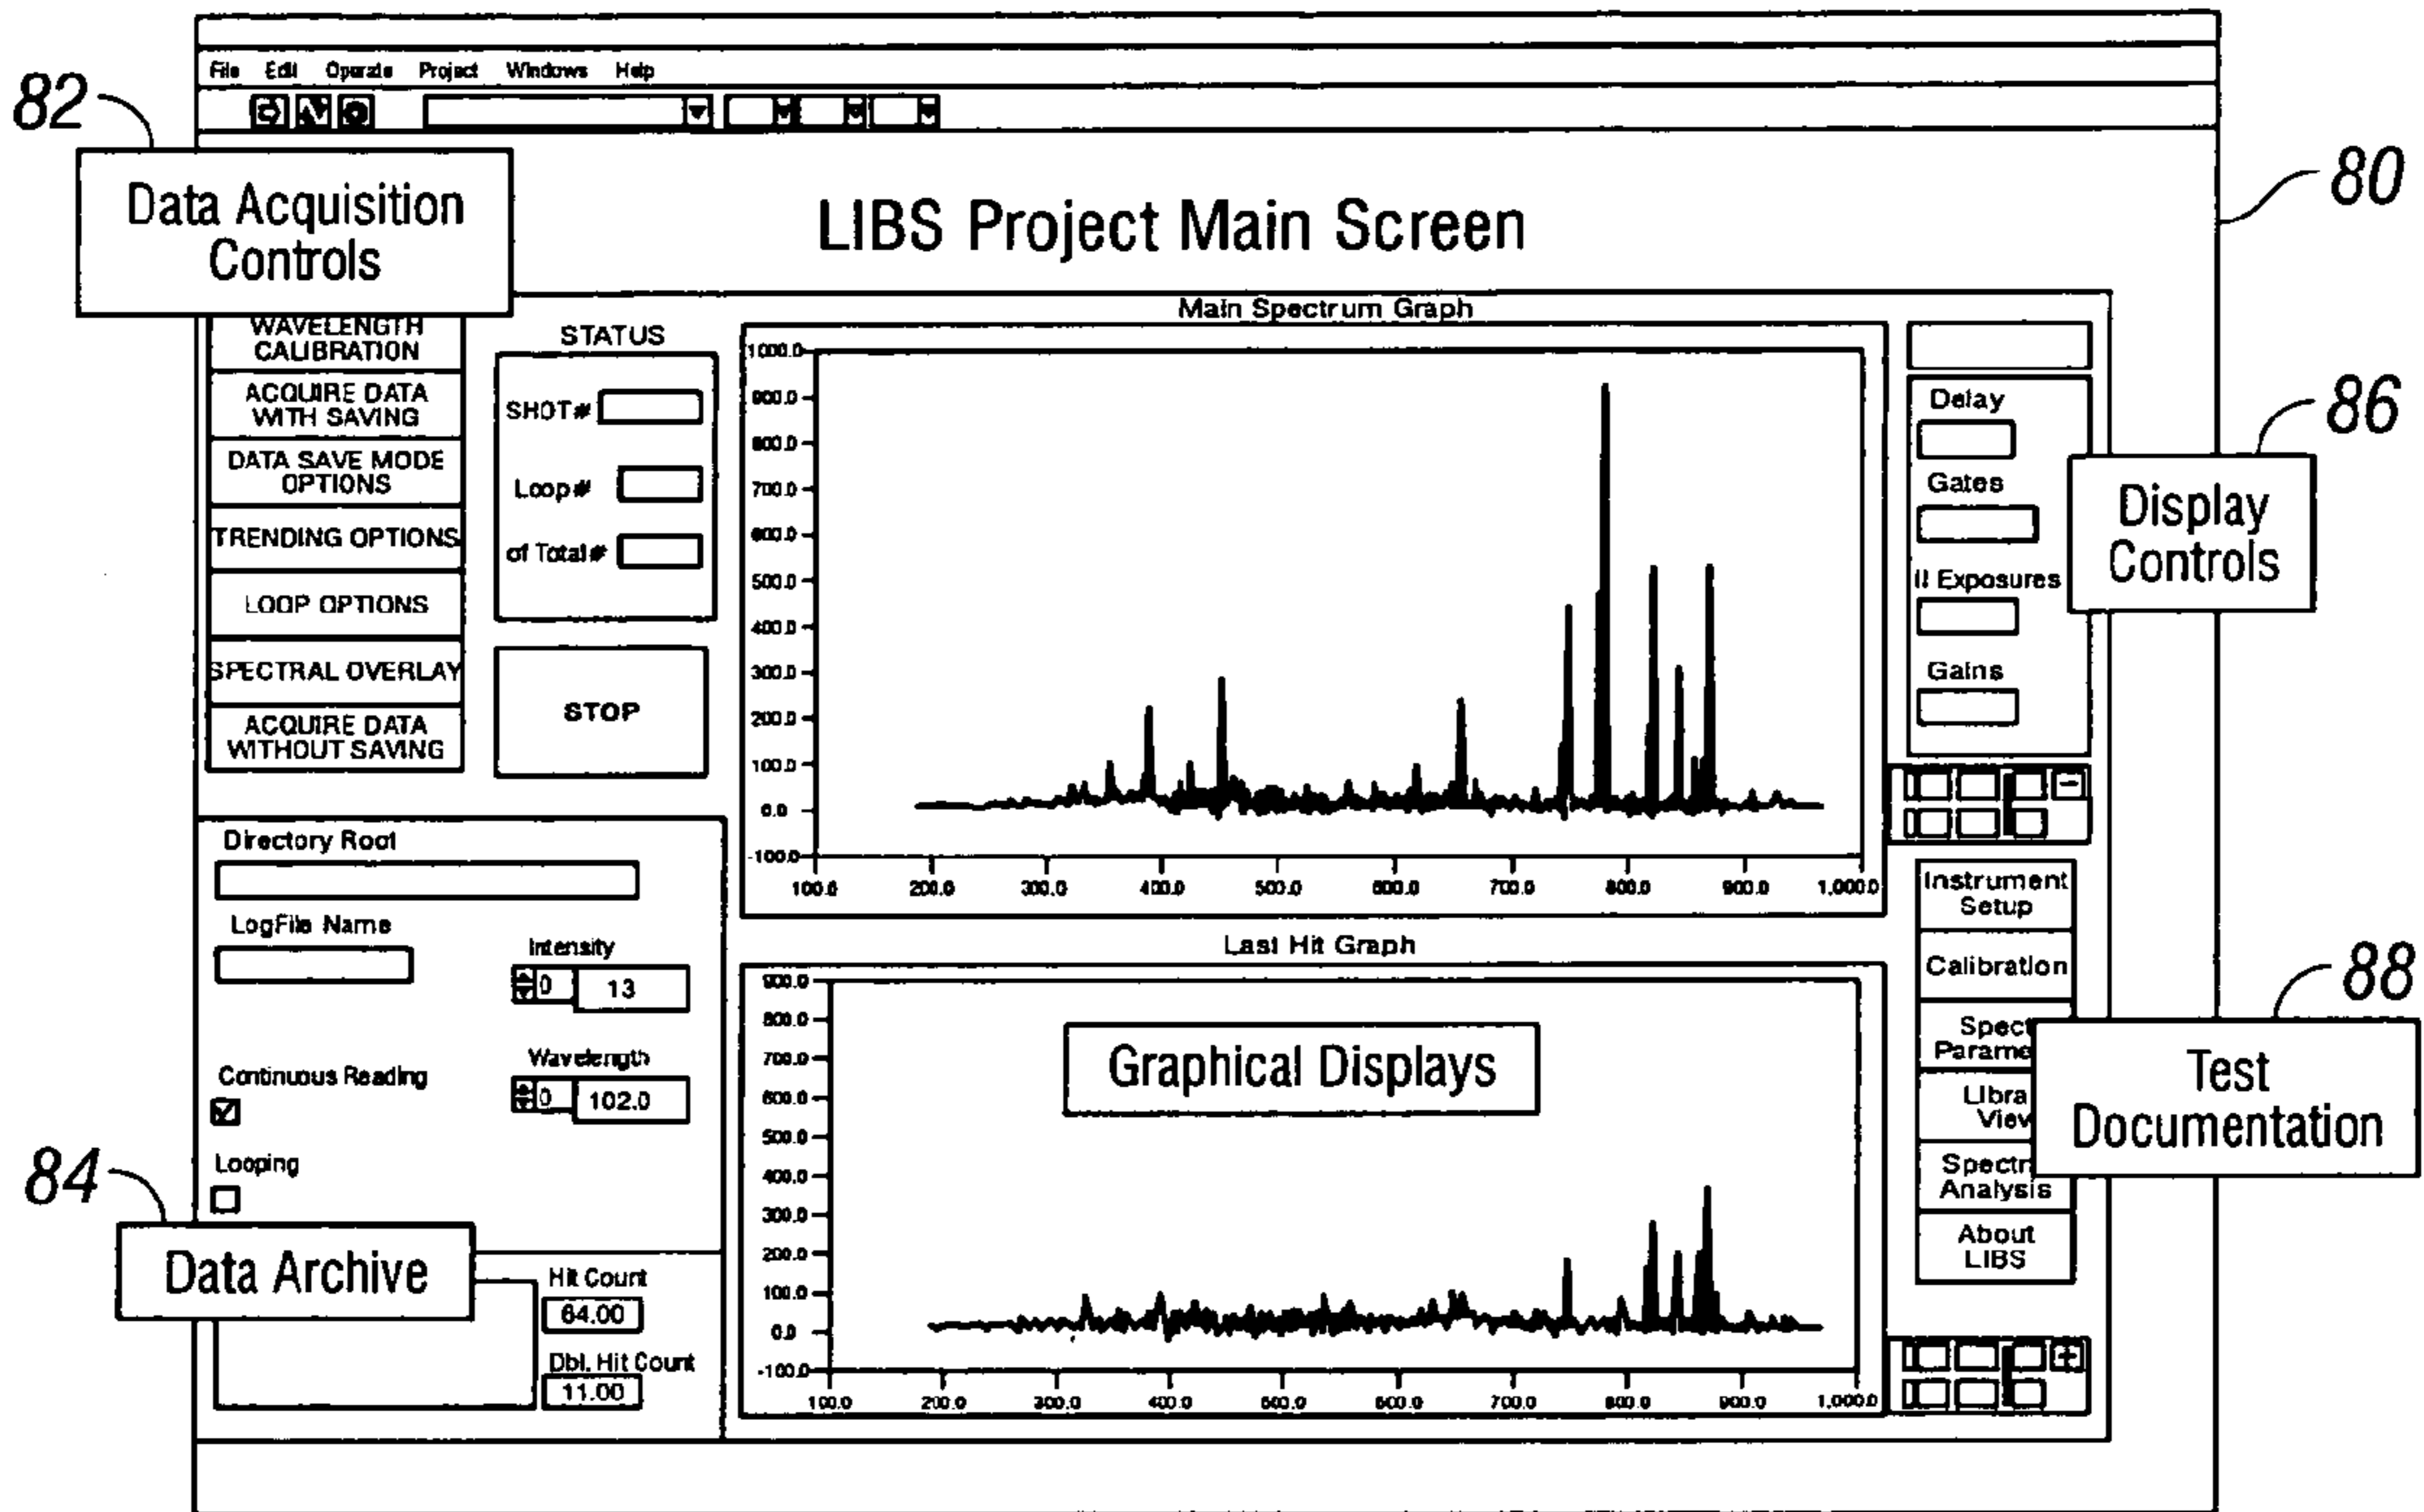 File Edit Operate Project Windows Help
82
Data Acquisition
Controls
LIBS Project Main Screen
80
WAVELENGTH
CALIBRATION
ACQUIRE DATA
WITH SAVING
DATA SAVE MODE
OPTIONS
TRENDING OPTIONS
LOOP OPTIONS
SPECTRAL OVERLAY
ACQUIRE DATA
WITHOUT SAVING
STATUS
SHOT#
Loop#
of Total#
STOP
Main Spectrum Graph
1000.0
900.0
800.0
700.0
600.0
500.0
400.0
300.0
200.0
100.0
0.0
-100.0
100.0 200.0 300.0 400.0 500.0 600.0 700.0 800.0 900.0 1,000.0
Delay
Gates
Exposures
Gains
86
Display
Controls
Directory Root
LogFile Name
Intensity
0 13
Wavelength
0 102.0
Continuous Reading
Looping
84
Data Archive
Hit Count
64.00
Dbl. Hit Count
11.00
Last Hit Graph
900.0
800.0
700.0
600.0
500.0
400.0
300.0
200.0
100.0
0.0
-100.0
100.0 200.0 300.0 400.0 500.0 600.0 700.0 800.0 900.0 1,000.0
Graphical Displays
Instrument
Setup
Calibration
Spect
Parame
Libra
View
Spectr
Analysis
About
LIBS
88
Test
Documentation